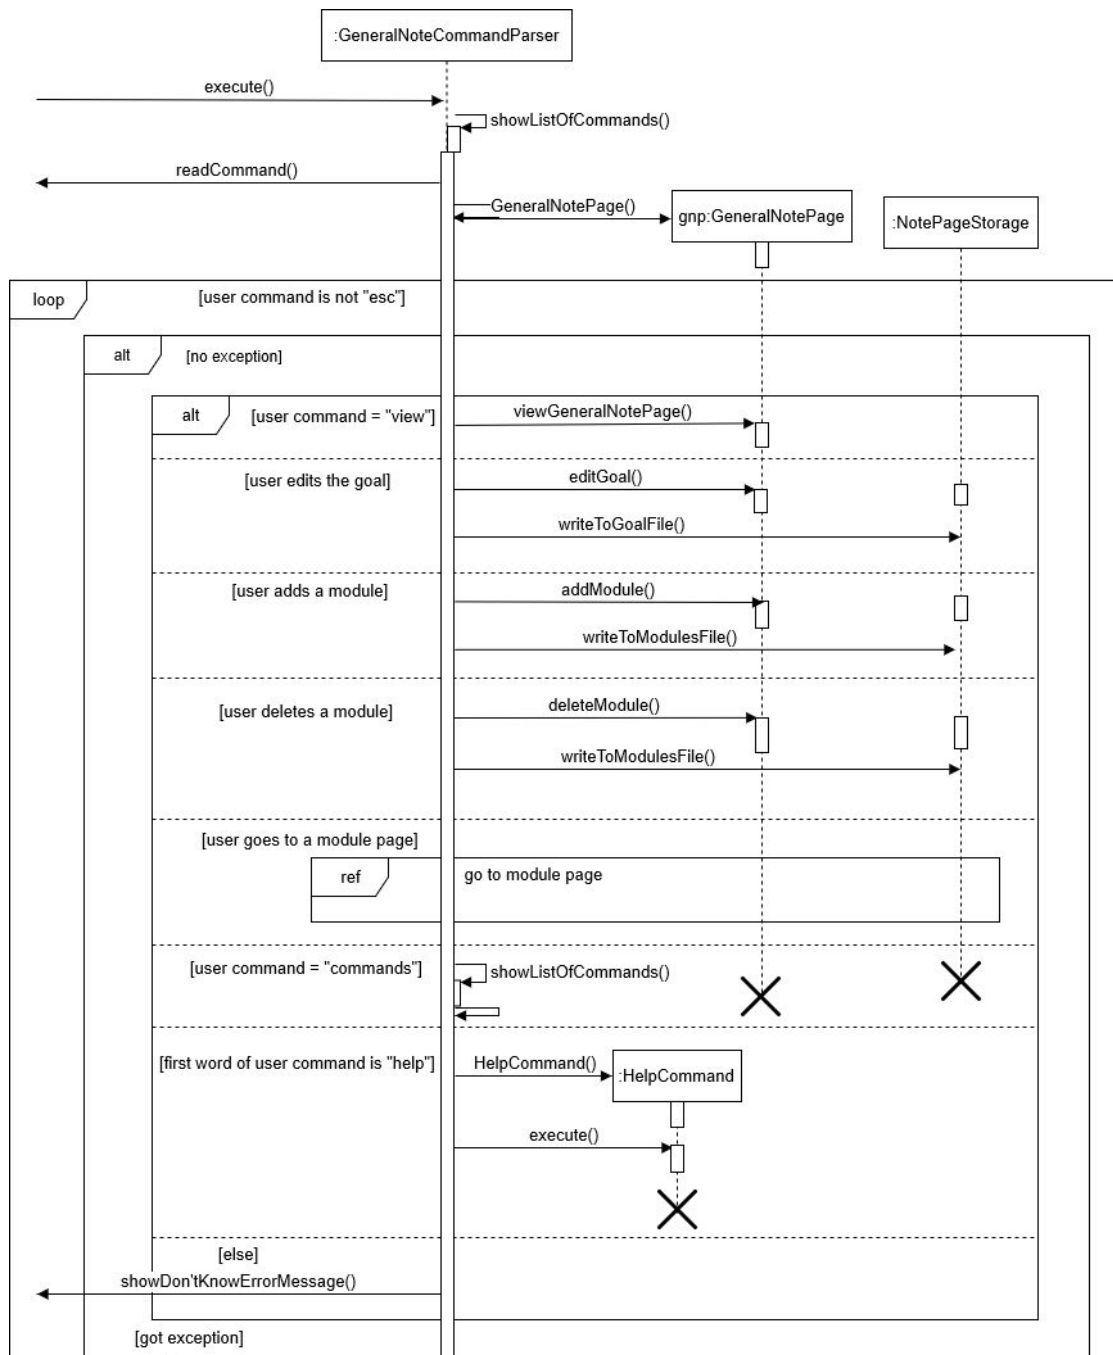 :GeneralNoteCommandParser
execute()
showListOfCommands()
readCommand()
GeneralNotePage()
gnp:GeneralNotePage
:NotePageStorage
loop
[user command is not "esc"]
alt
[no exception]
alt
[user command = "view"]
viewGeneralNotePage()
[user edits the goal]
editGoal()
writeToGoalFile()
[user adds a module]
addModule()
writeToModulesFile()
[user deletes a module]
deleteModule()
writeToModulesFile()
[user goes to a module page]
ref
go to module page
[user command = "commands"]
showListOfCommands()
[first word of user command is "help"]
HelpCommand()
:HelpCommand
execute()
[else]
showDon'tKnowErrorMessage()
[got exception]